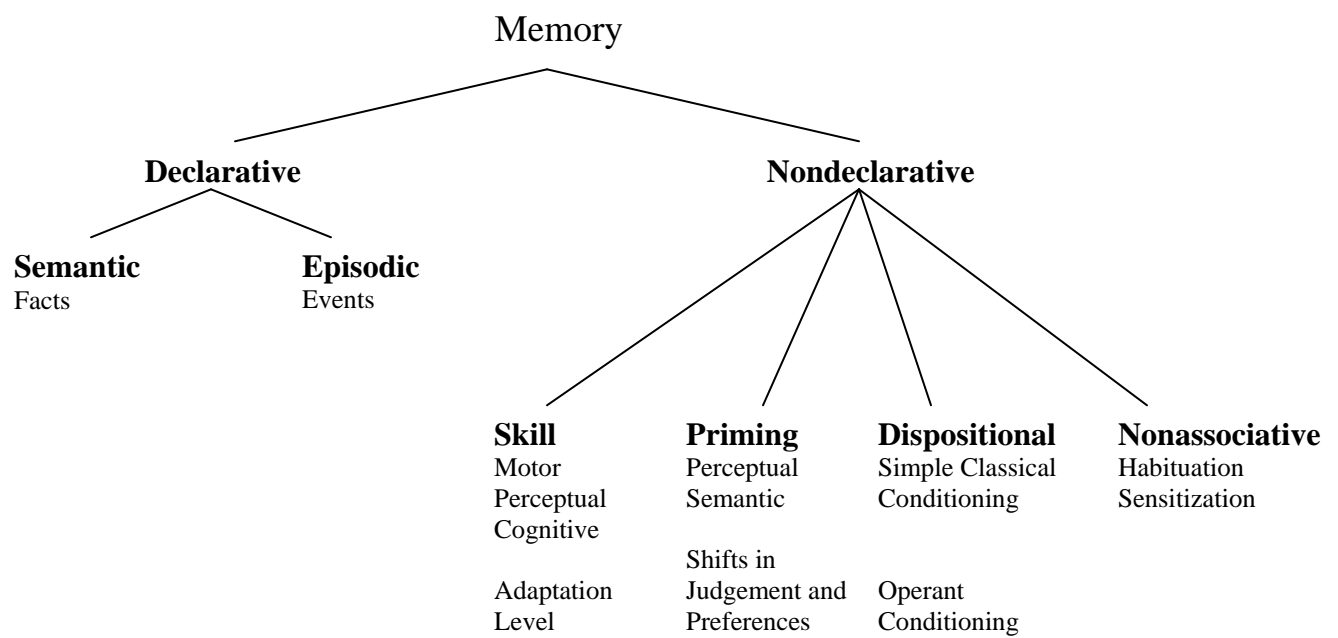 Memory
Declarative
Nondeclarative
Semantic
Facts
Episodic
Events
Skill
Motor
Perceptual
Cognitive
Adaptation
Level
Priming
Perceptual
Semantic
Shifts in
Judgement and
Preferences
Dispositional
Simple Classical
Conditioning
Operant
Conditioning
Nonassociative
Habituation
Sensitization